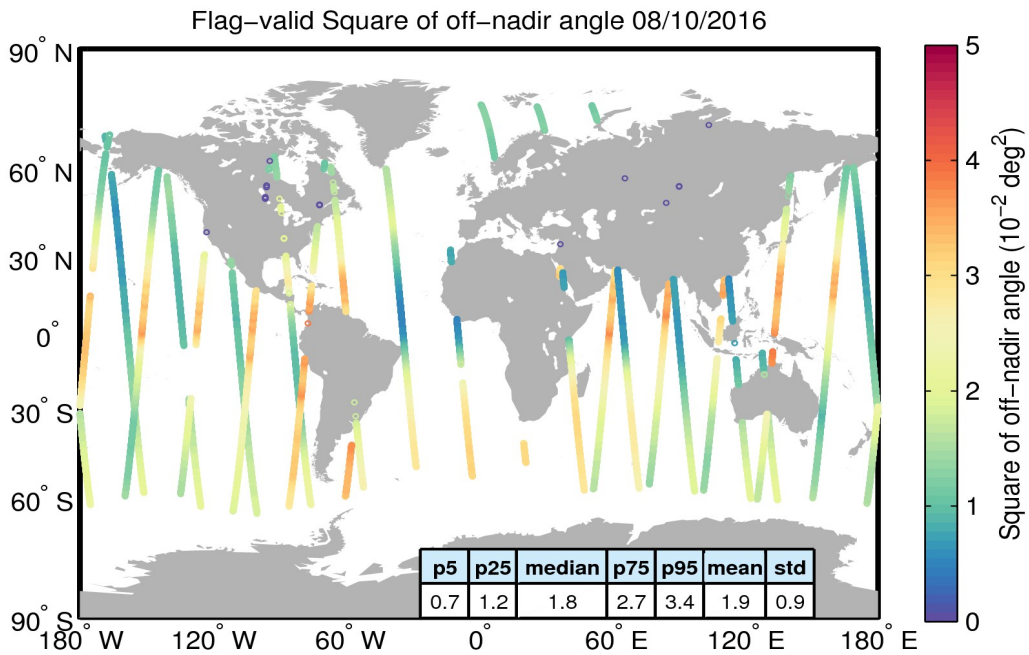 Flag−valid Square of off−nadir angle 08/10/2016
90° N
60° N
30° N
0°
30° S
60° S
90° S
180° W
120° W
60° W
0°
60° E
120° E
180° E
p5 p25 median p75 p95 mean std
0.7 1.2 1.8 2.7 3.4 1.9 0.9
5
4
3
2
1
0
Square of off−nadir angle (10⁻² deg²)